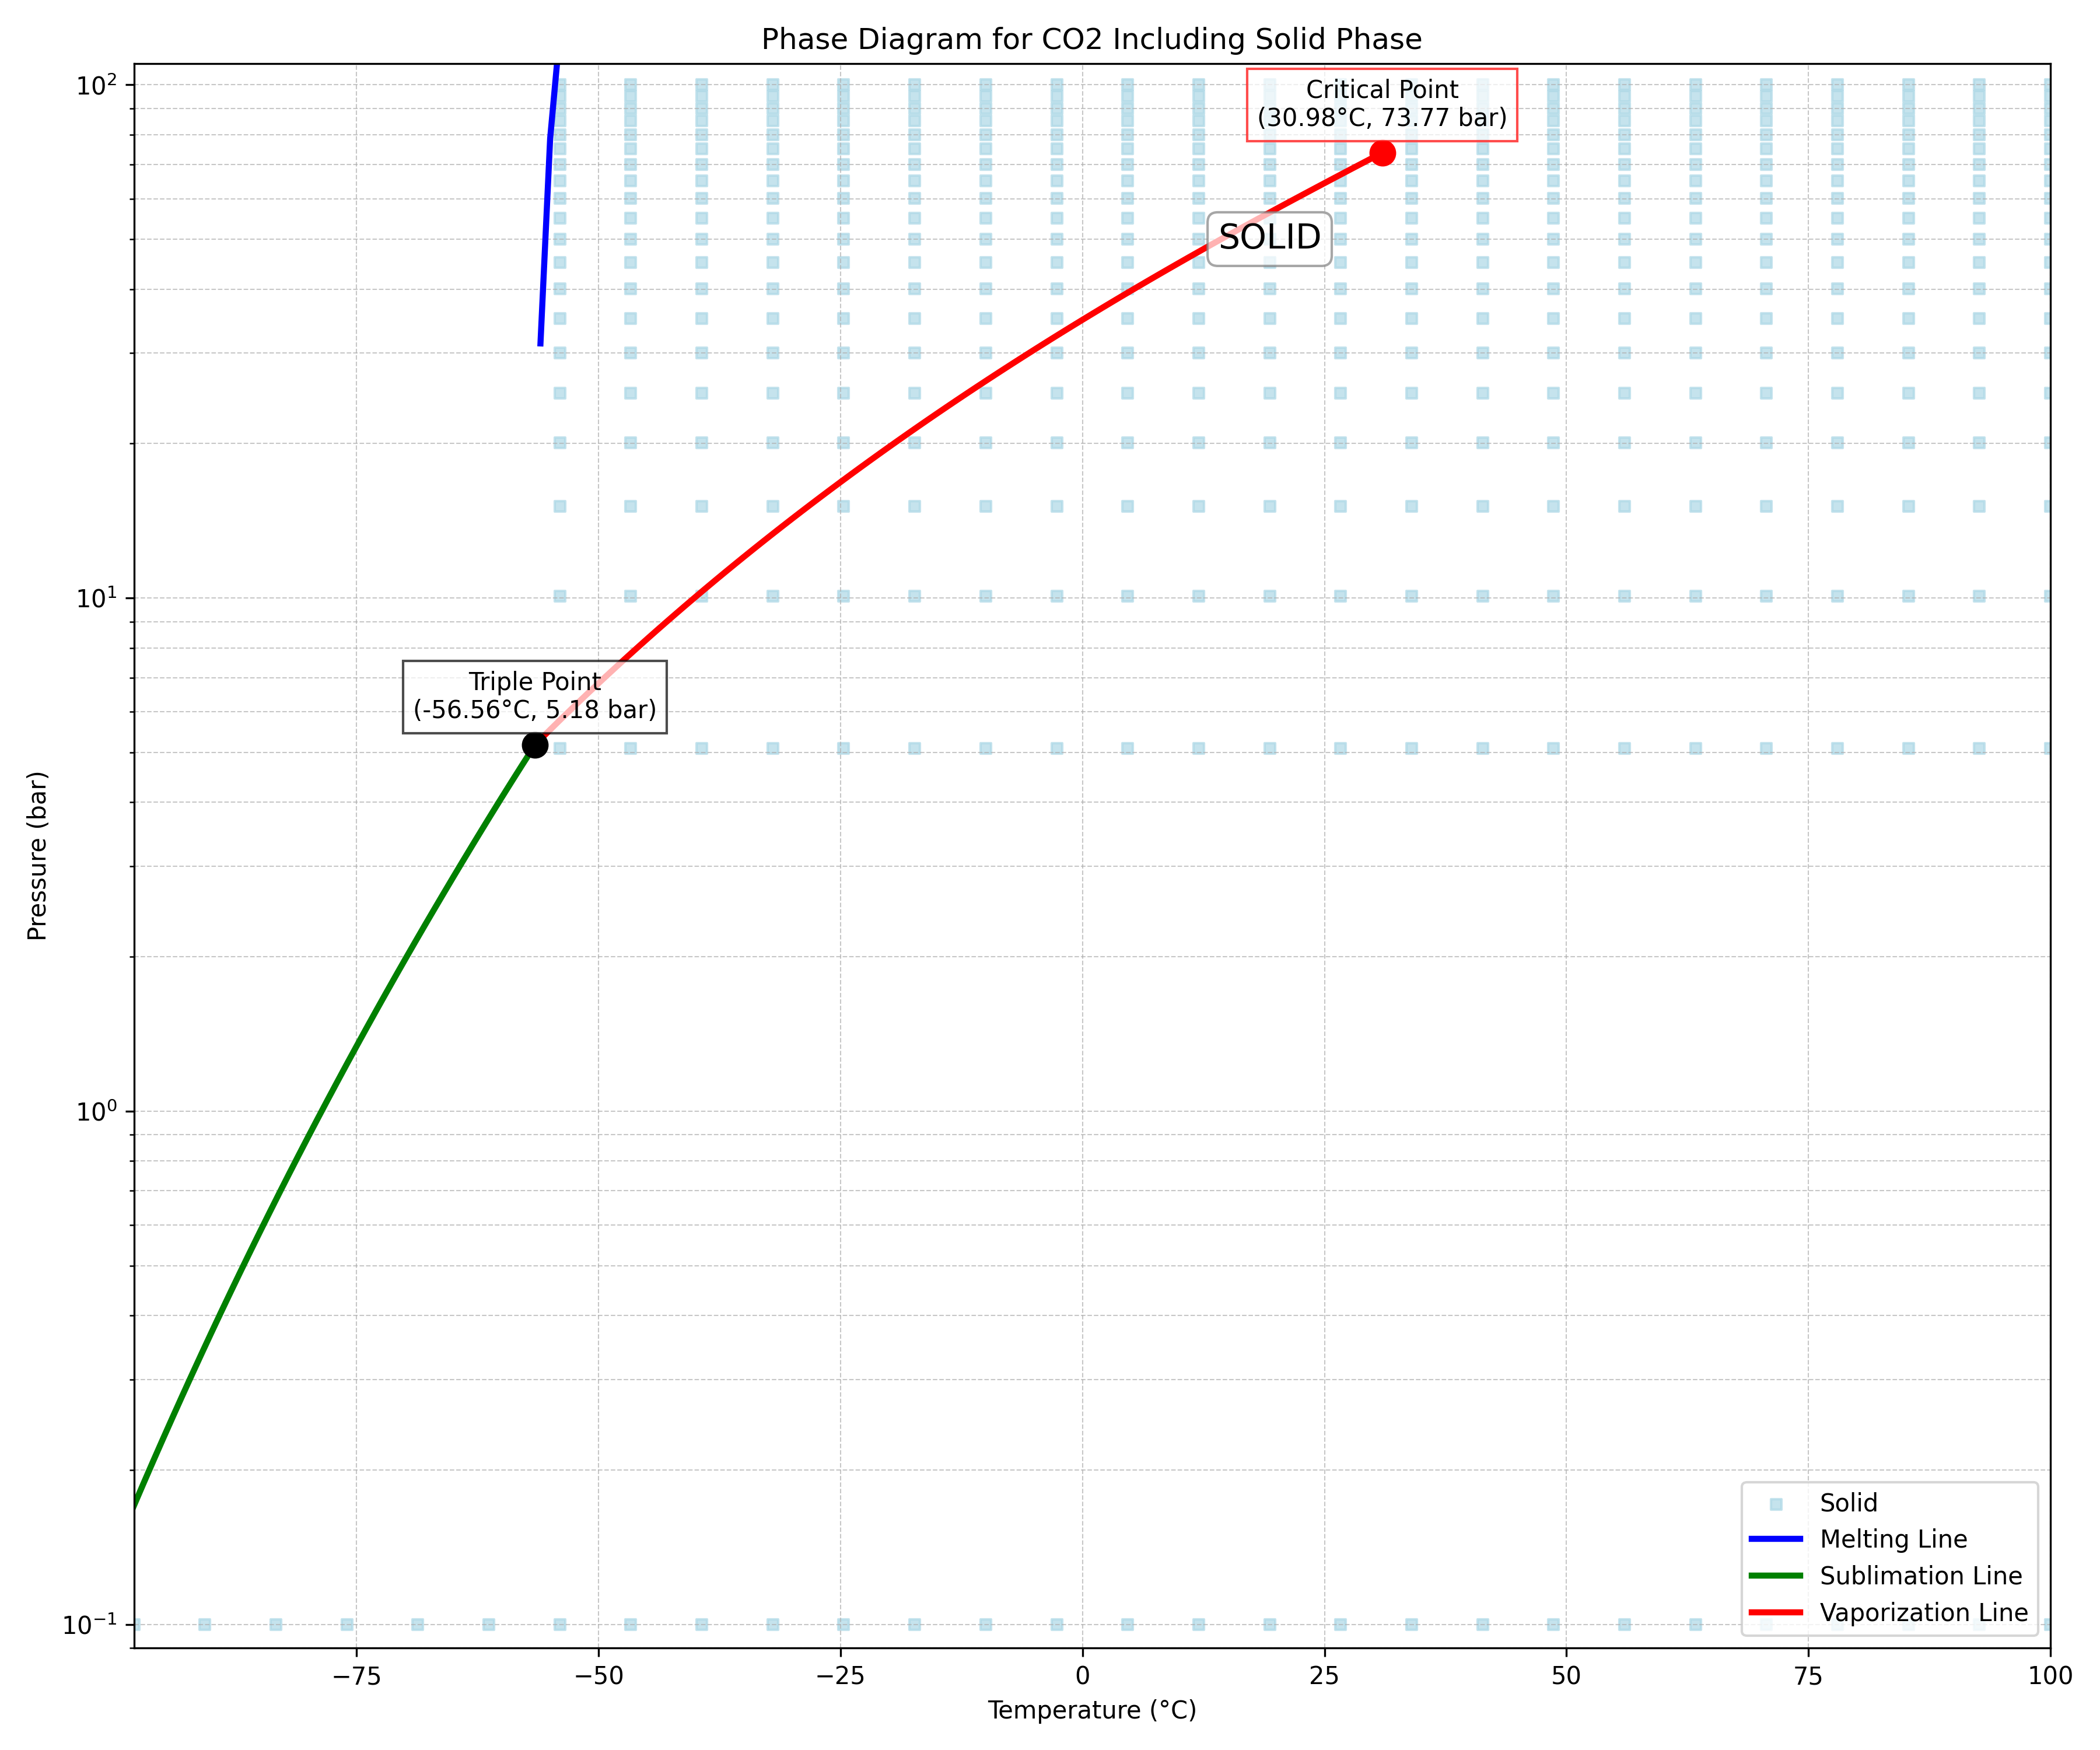 Phase Diagram for CO2 Including Solid Phase
10²
Critical Point
(30.98°C, 73.77 bar)
SOLID
10¹
Triple Point
(-56.56°C, 5.18 bar)
Pressure (bar)
10⁰
10⁻¹
Solid
Melting Line
Sublimation Line
Vaporization Line
−75 −50 −25 0 25 50 75 100
Temperature (°C)